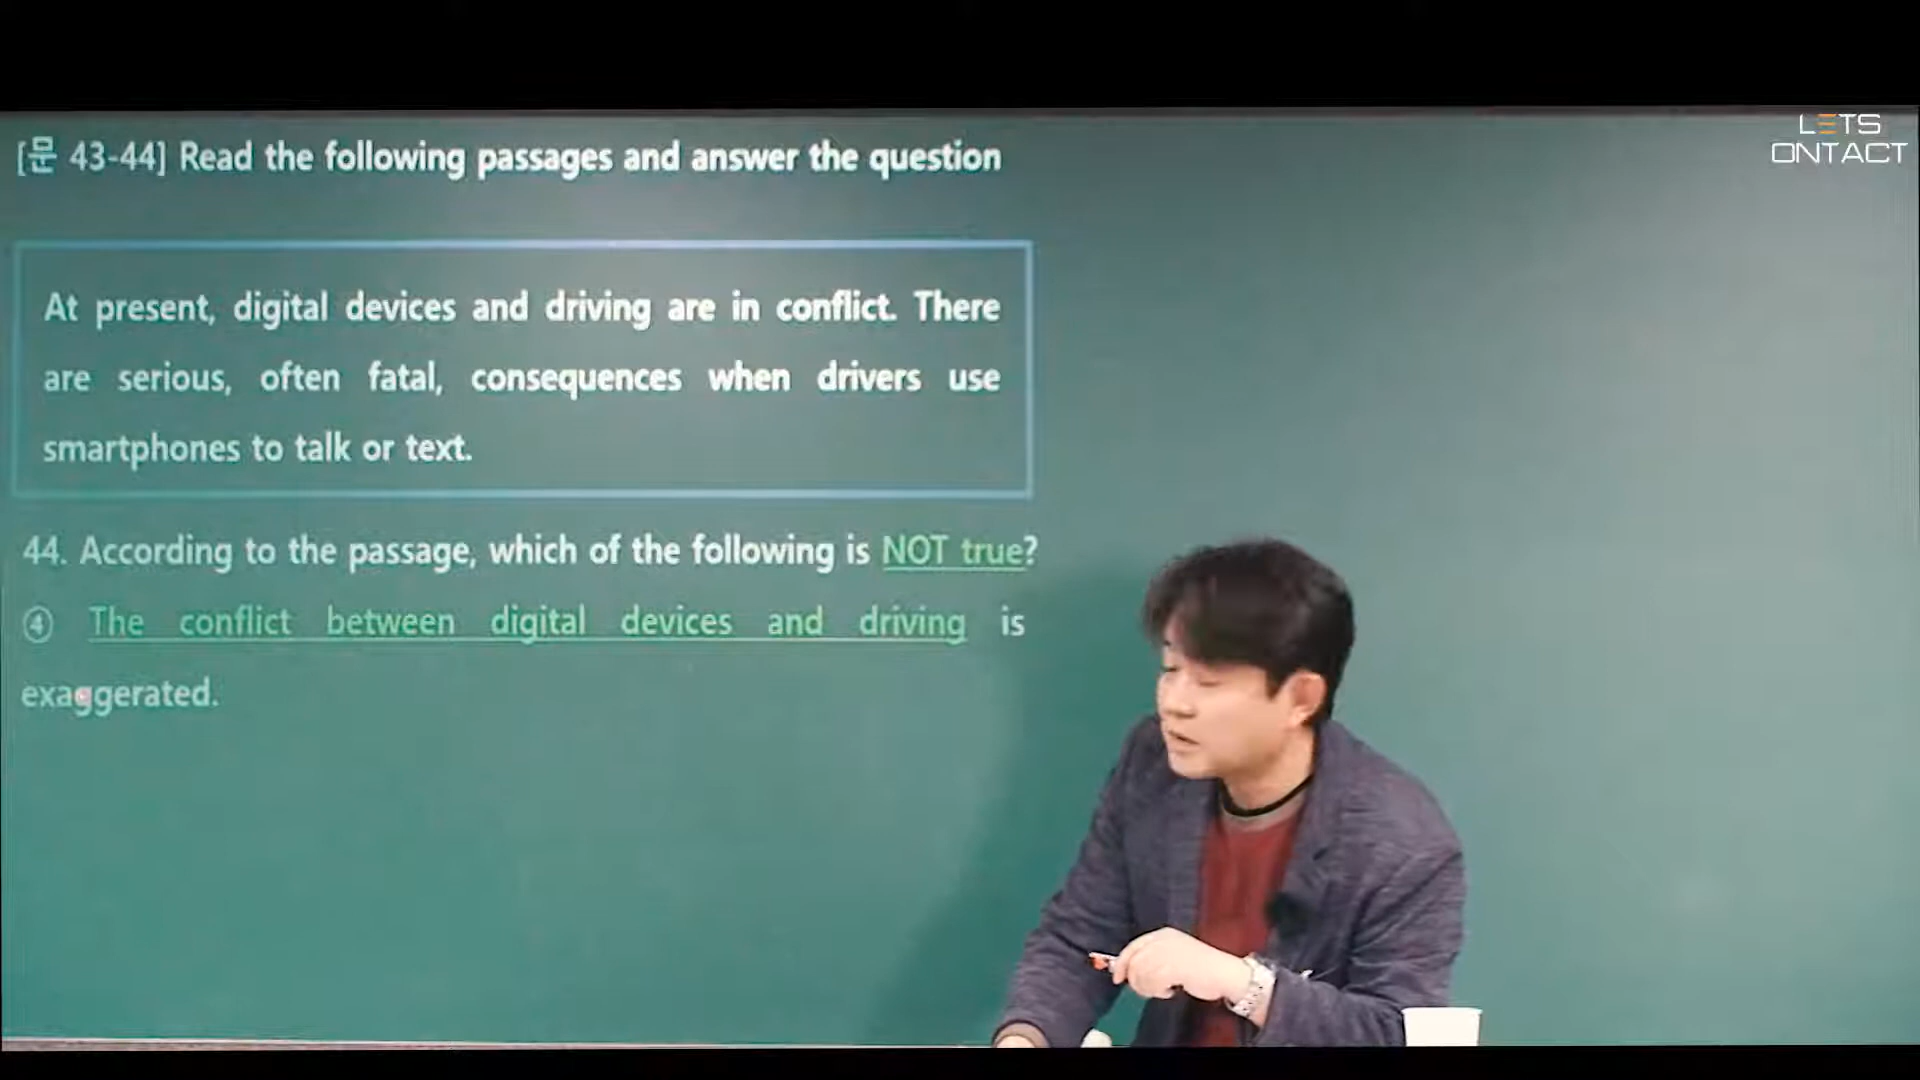 LETS
ONTACT
[문 43-44] Read the following passages and answer the question
At present, digital devices and driving are in conflict. There
are serious, often fatal, consequences when drivers use
smartphones to talk or text.
44. According to the passage, which of the following is NOT true?
④ The conflict between digital devices and driving is
exaggerated.